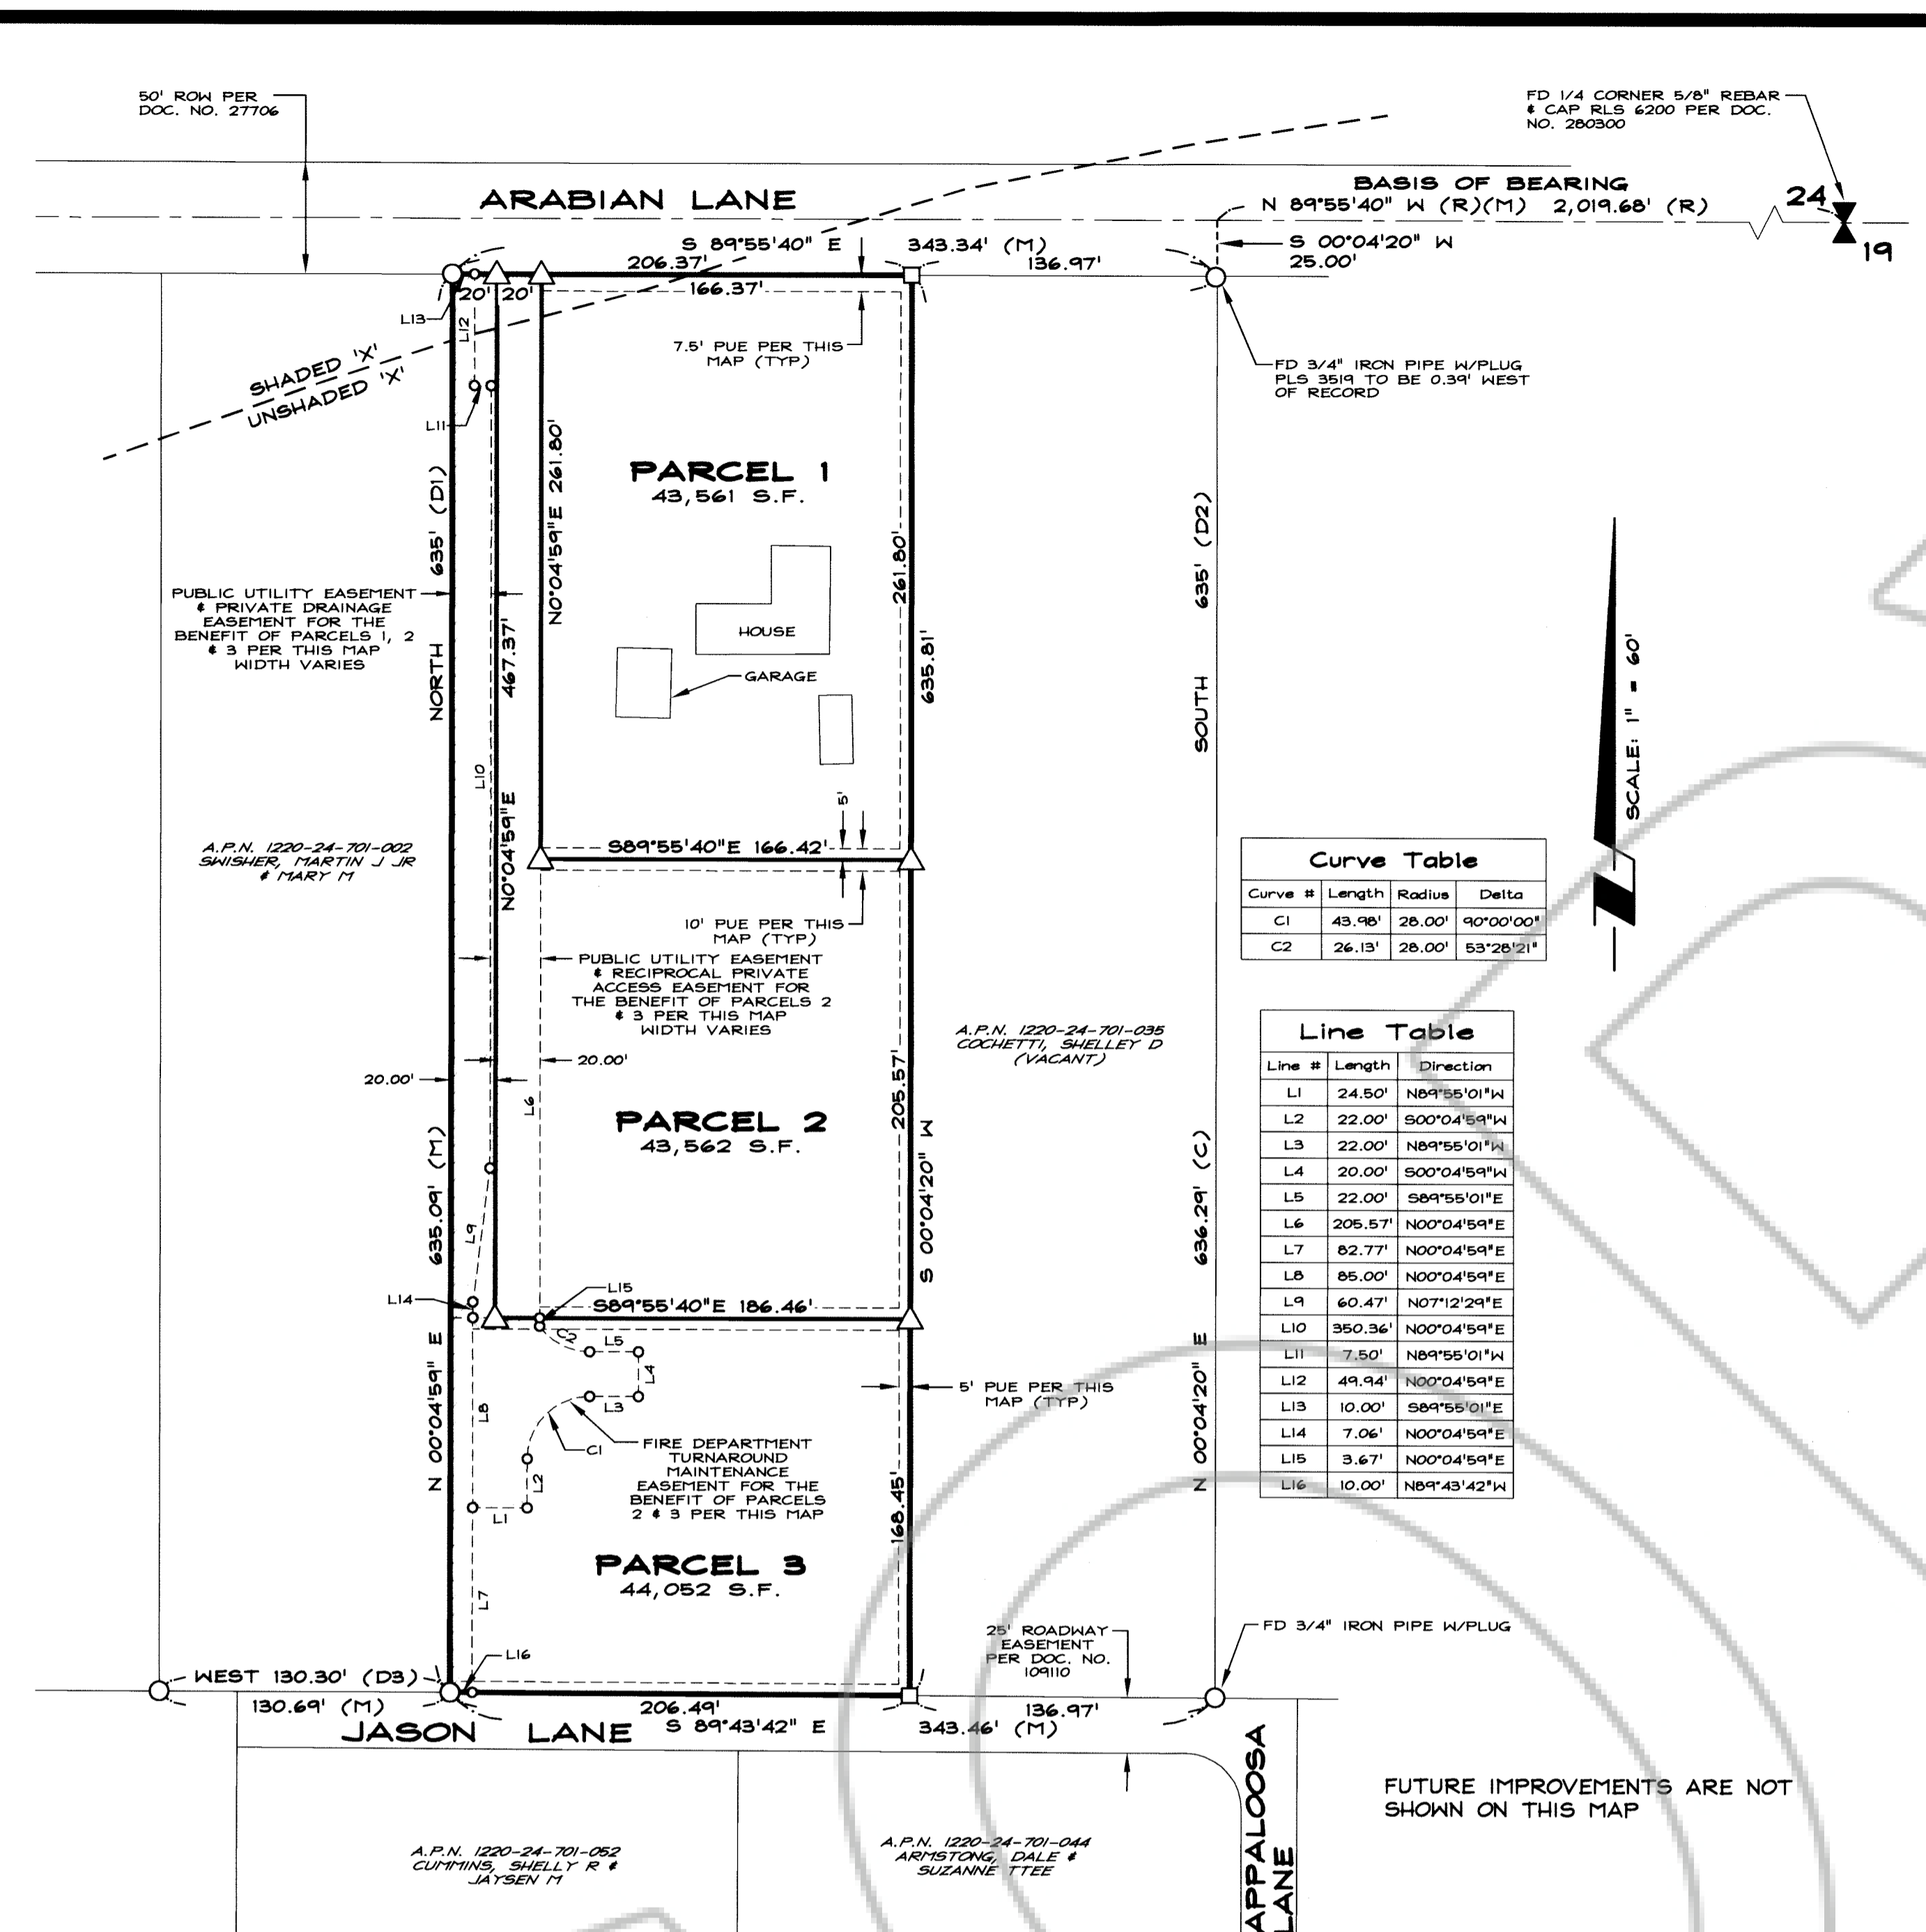 50' ROW PER
DOC. NO. 27706
FD 1/4 CORNER 5/8" REBAR
& CAP RLS 6200 PER DOC.
NO. 280300
ARABIAN LANE
BASIS OF BEARING
N 89°55'40" W (R)(M) 2,019.68' (R)
24
19
S 89°55'40" E 343.34' (M)
206.37'
136.97'
S 00°04'20" W
25.00'
20' 20'
166.37'
L13
L12
7.5' PUE PER THIS
MAP (TYP)
SHADED 'X'
UNSHADED 'X'
FD 3/4" IRON PIPE W/PLUG
PLS 3519 TO BE 0.39' WEST
OF RECORD
L11
PARCEL 1
43,561 S.F.
NORTH 635' (D1)
N0°04'59"E 261.80'
261.80'
SOUTH 635' (D2)
PUBLIC UTILITY EASEMENT
& PRIVATE DRAINAGE
EASEMENT FOR THE
BENEFIT OF PARCELS 1, 2
& 3 PER THIS MAP
WIDTH VARIES
HOUSE
GARAGE
635.81'
SCALE: 1" = 60'
N0°04'59"E 467.37'
L10
5'
A.P.N. 1220-24-701-002
SWISHER, MARTIN J JR
& MARY M
S89°55'40"E 166.42'
10' PUE PER THIS
MAP (TYP)
PUBLIC UTILITY EASEMENT
& RECIPROCAL PRIVATE
ACCESS EASEMENT FOR
THE BENEFIT OF PARCELS 2
& 3 PER THIS MAP
WIDTH VARIES
20.00'
20.00'
L6
A.P.N. 1220-24-701-035
COCHETTI, SHELLEY D
(VACANT)
PARCEL 2
43,562 S.F.
205.57'
S 00°04'20" W
N 00°04'59" E 635.09' (M)
N 00°04'20" E 636.29' (C)
L9
L14
L15
S89°55'40"E 186.46'
C2
L5
L4
L3
L8
C1
L2
L1
5' PUE PER THIS
MAP (TYP)
FIRE DEPARTMENT
TURNAROUND
MAINTENANCE
EASEMENT FOR THE
BENEFIT OF PARCELS
2 & 3 PER THIS MAP
168.45'
PARCEL 3
44,052 S.F.
L7
L16
25' ROADWAY
EASEMENT
PER DOC. NO.
109110
FD 3/4" IRON PIPE W/PLUG
WEST 130.30' (D3)
130.69' (M)
206.49'
136.97'
JASON LANE
S 89°43'42" E 343.46' (M)
APPALOOSA
LANE
A.P.N. 1220-24-701-052
CUMMINS, SHELLY R &
JAYSEN M
A.P.N. 1220-24-701-044
ARMSTONG, DALE &
SUZANNE TTEE
Curve Table
Curve # Length Radius Delta
C1 43.98' 28.00' 90°00'00"
C2 26.13' 28.00' 53°28'21"
Line Table
Line # Length Direction
L1 24.50' N89°55'01"W
L2 22.00' S00°04'59"W
L3 22.00' N89°55'01"W
L4 20.00' S00°04'59"W
L5 22.00' S89°55'01"E
L6 205.57' N00°04'59"E
L7 82.77' N00°04'59"E
L8 85.00' N00°04'59"E
L9 60.47' N07°12'29"E
L10 350.36' N00°04'59"E
L11 7.50' N89°55'01"W
L12 49.94' N00°04'59"E
L13 10.00' S89°55'01"E
L14 7.06' N00°04'59"E
L15 3.67' N00°04'59"E
L16 10.00' N89°43'42"W
FUTURE IMPROVEMENTS ARE NOT
SHOWN ON THIS MAP